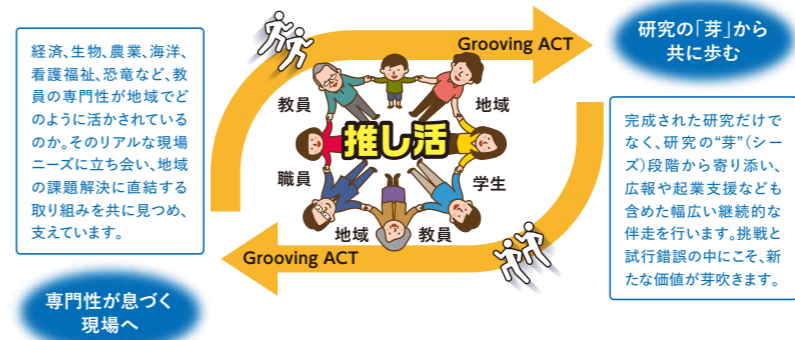 経済、生物、農業、海洋、
看護福祉、恐竜など、教
員の専門性が地域でど
のように活かされている
のか。そのリアルな現場
ニーズに立ち会い、地域
の課題解決に直結する
取り組みを共に見つめ、
支えています。
専門性が息づく
現場へ
Grooving ACT
教員
地域
推し活
職員
学生
地域
教員
Grooving ACT
研究の「芽」から
共に歩む
完成された研究だけで
なく、研究の“芽”（シー
ズ）段階から寄り添い、
広報や起業支援なども
含めた幅広い継続的な
伴走を行います。挑戦と
試行錯誤の中にこそ、新
たな価値が芽吹きます。